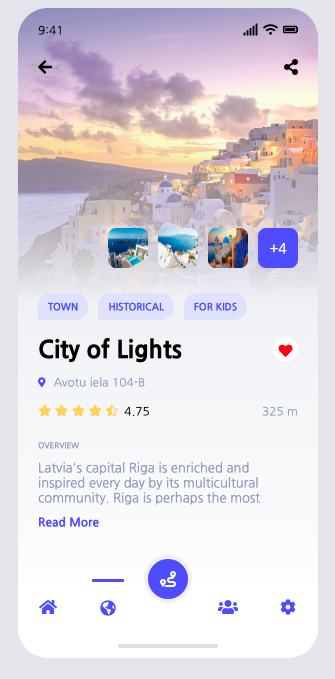 9:41
+4
TOWN
HISTORICAL
FOR KIDS
City of Lights
Avotu iela 104-B
4.75
325 m
OVERVIEW
Latvia's capital Riga is enriched and
inspired every day by its multicultural
community. Riga is perhaps the most
Read More